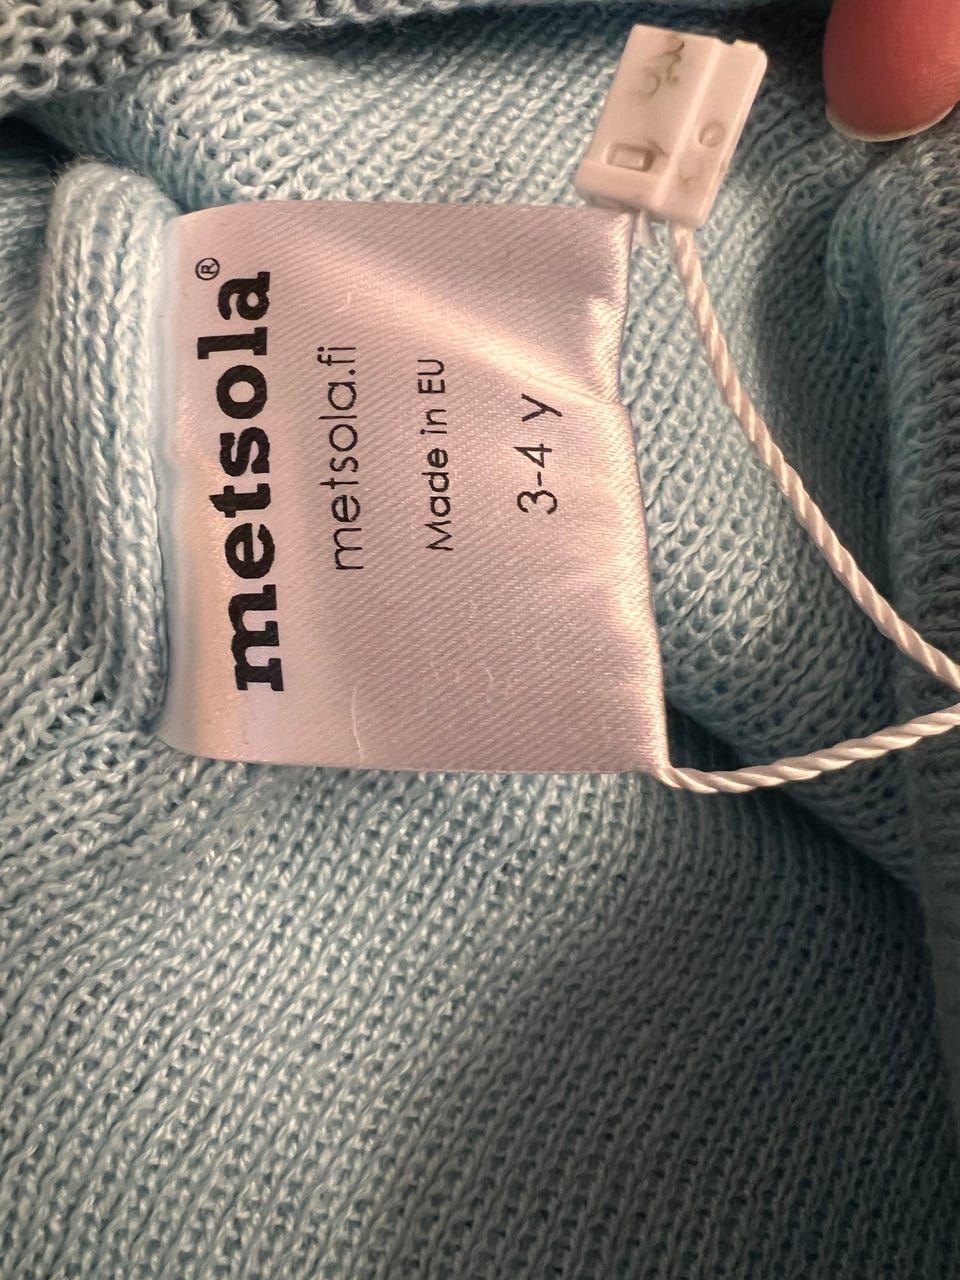 metsola®
metsola.fi
Made in EU
3-4 y